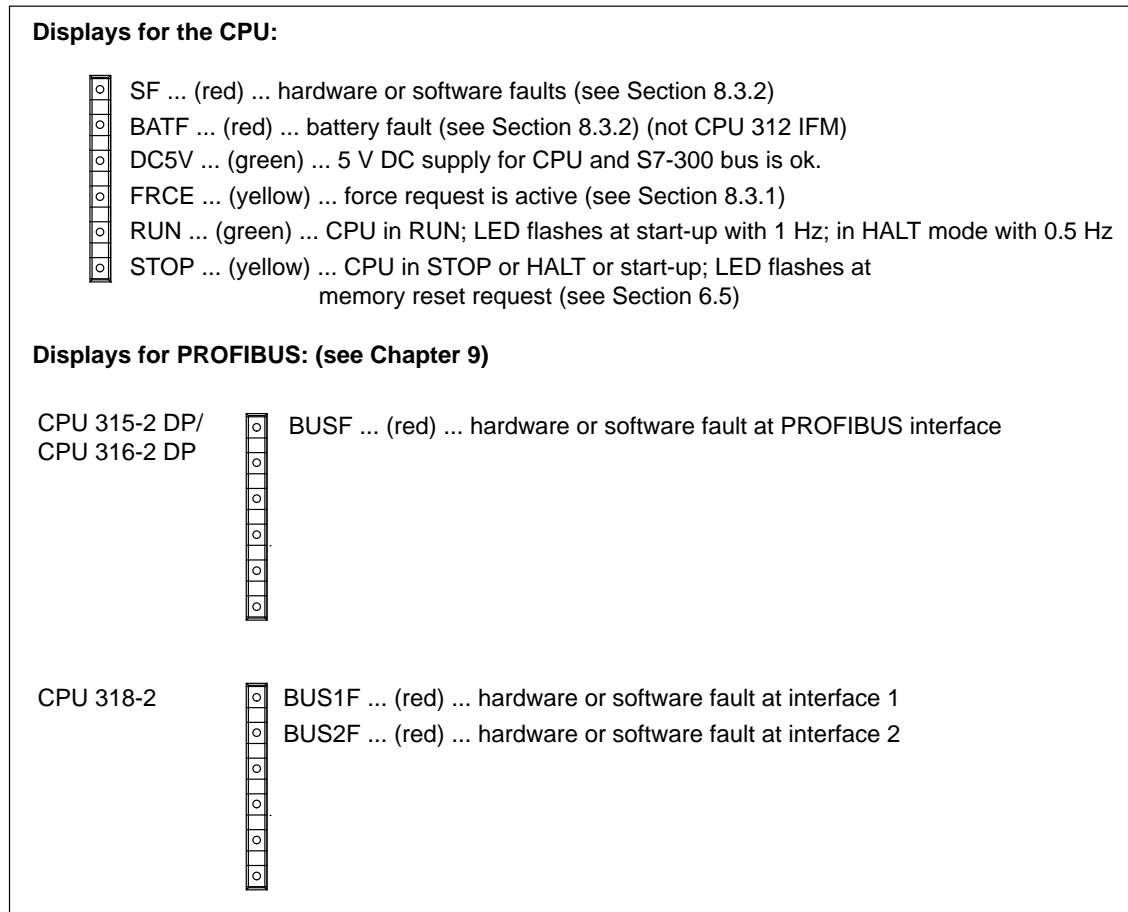 Displays for the CPU:
SF ... (red) ... hardware or software faults (see Section 8.3.2)
BATF ... (red) ... battery fault (see Section 8.3.2) (not CPU 312 IFM)
DC5V ... (green) ... 5 V DC supply for CPU and S7-300 bus is ok.
FRCE ... (yellow) ... force request is active (see Section 8.3.1)
RUN ... (green) ... CPU in RUN; LED flashes at start-up with 1 Hz; in HALT mode with 0.5 Hz
STOP ... (yellow) ... CPU in STOP or HALT or start-up; LED flashes at
memory reset request (see Section 6.5)
Displays for PROFIBUS: (see Chapter 9)
CPU 315-2 DP/
CPU 316-2 DP
BUSF ... (red) ... hardware or software fault at PROFIBUS interface
CPU 318-2
BUS1F ... (red) ... hardware or software fault at interface 1
BUS2F ... (red) ... hardware or software fault at interface 2